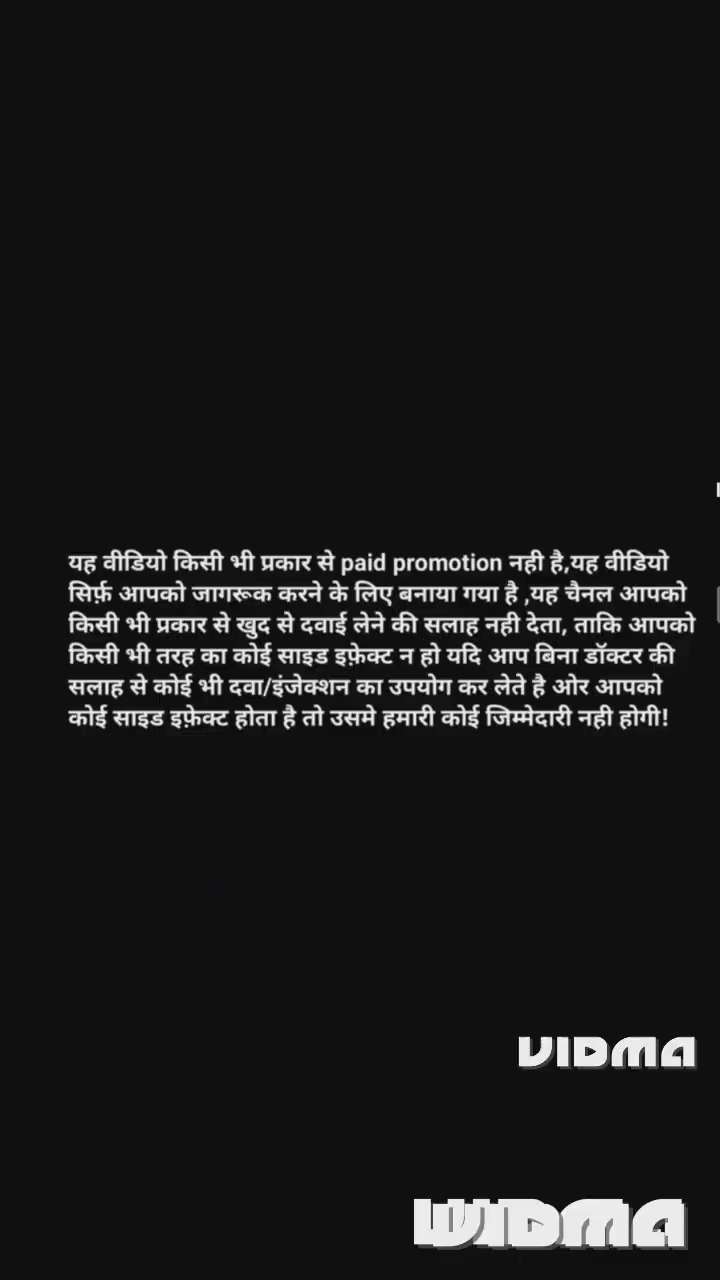 यह वीडियो किसी भी प्रकार से paid promotion नही है,यह वीडियो
सिर्फ़ आपको जागरूक करने के लिए बनाया गया है ,यह चैनल आपको
किसी भी प्रकार से खुद से दवाई लेने की सलाह नही देता, ताकि आपको
किसी भी तरह का कोई साइड इफ़ेक्ट न हो यदि आप बिना डॉक्टर की
सलाह से कोई भी दवा/इंजेक्शन का उपयोग कर लेते है ओर आपको
कोई साइड इफ़ेक्ट होता है तो उसमे हमारी कोई जिम्मेदारी नही होगी!
VIDMA
VIDMA